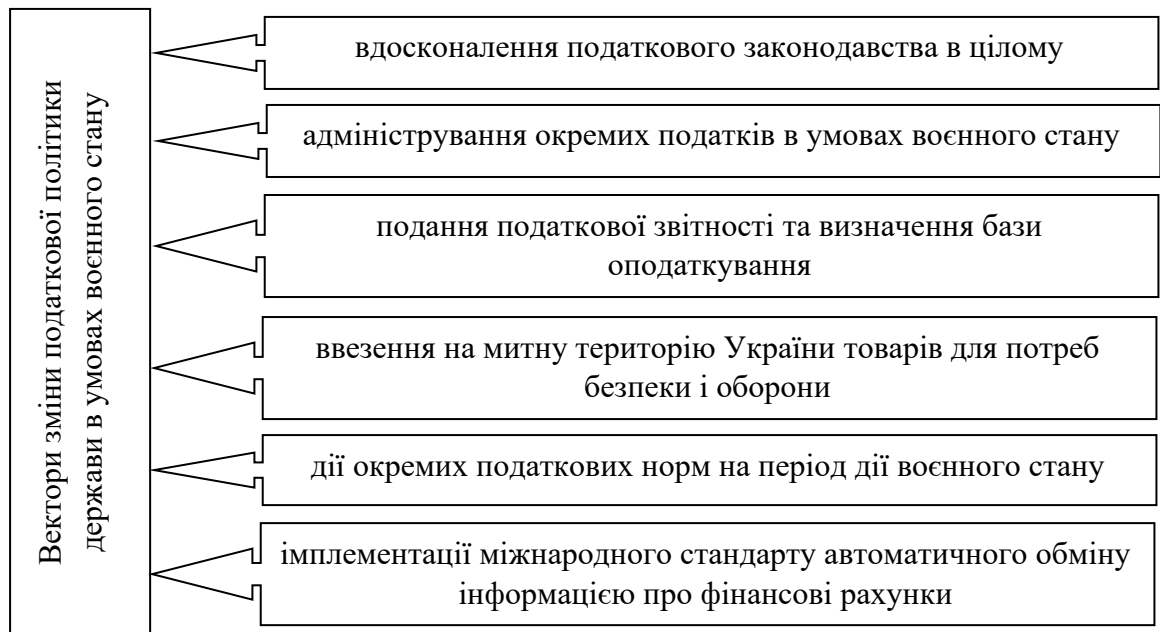 Вектори зміни податкової політики
держави в умовах воєнного стану
вдосконалення податкового законодавства в цілому
адміністрування окремих податків в умовах воєнного стану
подання податкової звітності та визначення бази
оподаткування
ввезення на митну територію України товарів для потреб
безпеки і оборони
дії окремих податкових норм на період дії воєнного стану
імплементації міжнародного стандарту автоматичного обміну
інформацією про фінансові рахунки